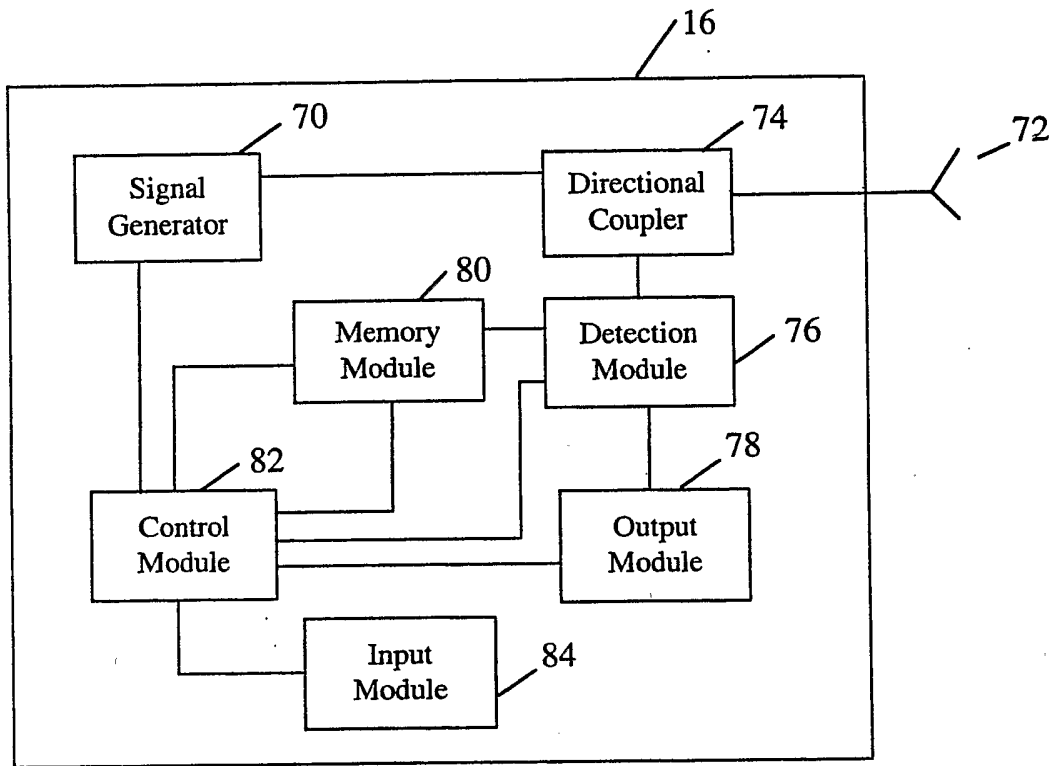 16
70
74
72
Signal
Generator
Directional
Coupler
80
Memory
Module
Detection
Module
76
82
78
Control
Module
Output
Module
Input
Module
84